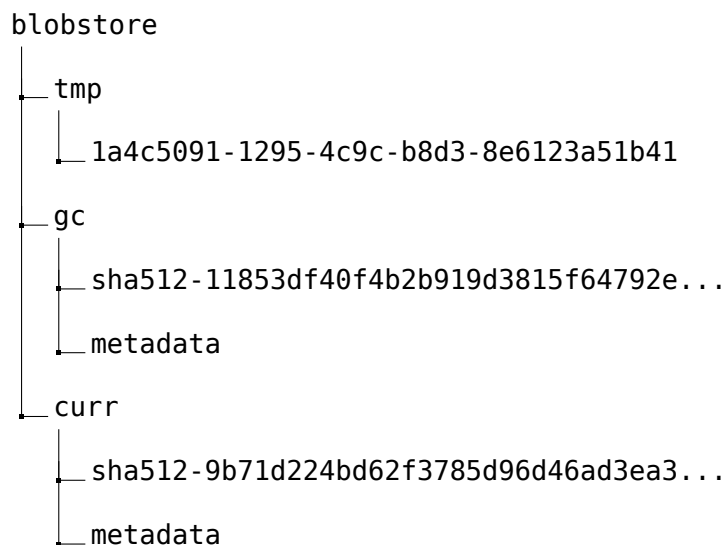 blobstore
tmp
1a4c5091-1295-4c9c-b8d3-8e6123a51b41
gc
sha512-11853df40f4b2b919d3815f64792e...
metadata
curr
sha512-9b71d224bd62f3785d96d46ad3ea3...
metadata